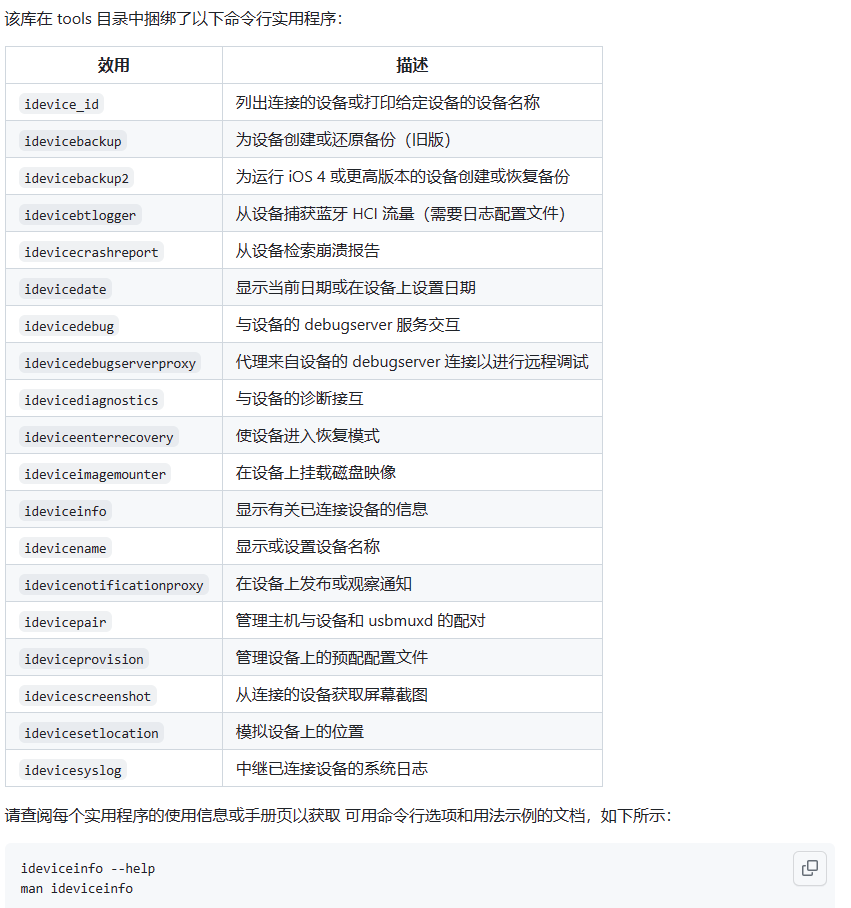 该库在 tools 目录中捆绑了以下命令行实用程序：
效用 描述
idevice_id 列出连接的设备或打印给定设备的设备名称
idevicebackup 为设备创建或还原备份（旧版）
idevicebackup2 为运行 iOS 4 或更高版本的设备创建或恢复备份
idevicebtlogger 从设备捕获蓝牙 HCI 流量（需要日志配置文件）
idevicecrashreport 从设备检索崩溃报告
idevicedate 显示当前日期或在设备上设置日期
idevicedebug 与设备的 debugserver 服务交互
idevicedebugserverproxy 代理来自设备的 debugserver 连接以进行远程调试
idevicediagnostics 与设备的诊断接互
ideviceenterrecovery 使设备进入恢复模式
ideviceimagemounter 在设备上挂载磁盘映像
ideviceinfo 显示有关已连接设备的信息
idevicename 显示或设置设备名称
idevicenotificationproxy 在设备上发布或观察通知
idevicepair 管理主机与设备和 usbmuxd 的配对
ideviceprovision 管理设备上的预配配置文件
idevicescreenshot 从连接的设备获取屏幕截图
idevicesetlocation 模拟设备上的位置
idevicesyslog 中继已连接设备的系统日志
请查阅每个实用程序的使用信息或手册页以获取 可用命令行选项和用法示例的文档，如下所示：
ideviceinfo --help
man ideviceinfo